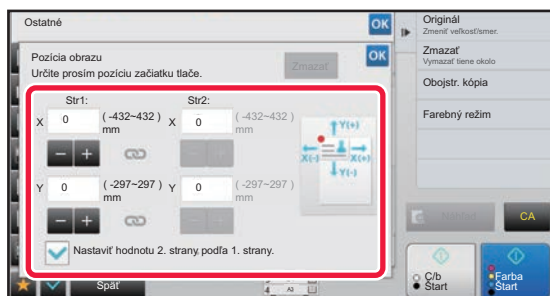 Ostatné
OK
Originál
Zmeniť veľkosť/smer.
Pozícia obrazu
Zmazať
OK
Zmazať
Vymazať tiene okolo
Určite prosím pozíciu začiatku tlače.
Obojstr. kópia
Str1:
Str2:
X 0 (-432~432) mm
X 0 (-432~432) mm
Farebný režim
Y(+)
X(-)
X(+)
Y(-)
Y 0 (-297~297) mm
Y 0 (-297~297) mm
Náhľad
CA
Nastaviť hodnotu 2. strany podľa 1. strany.
Späť
A3
Č/b
Štart
Farba
Štart